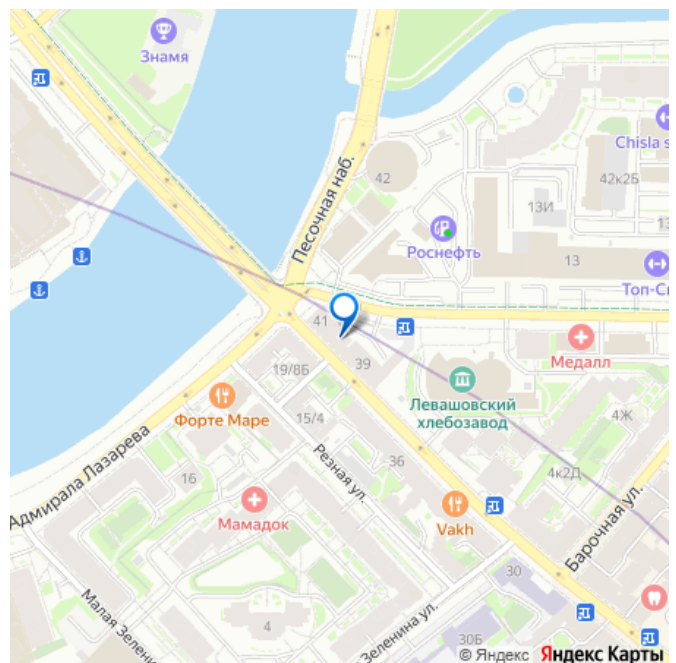 Знамя
Chisla s
Песочная наб.
42
42к2Б
13И
13
Роснефть
13
Топ-Сп
41
Медалл
19/8Б
39
Форте Маре
Левашовский
хлебозавод
15/4
4Ж
Адмирала Лазарева
Резная ул.
36
4к2Д
16
Мамадок
Vakh
Барочная ул.
30
Малая Зеленин
4
Зеленина ул.
30Б
© Яндекс Яндекс Карты